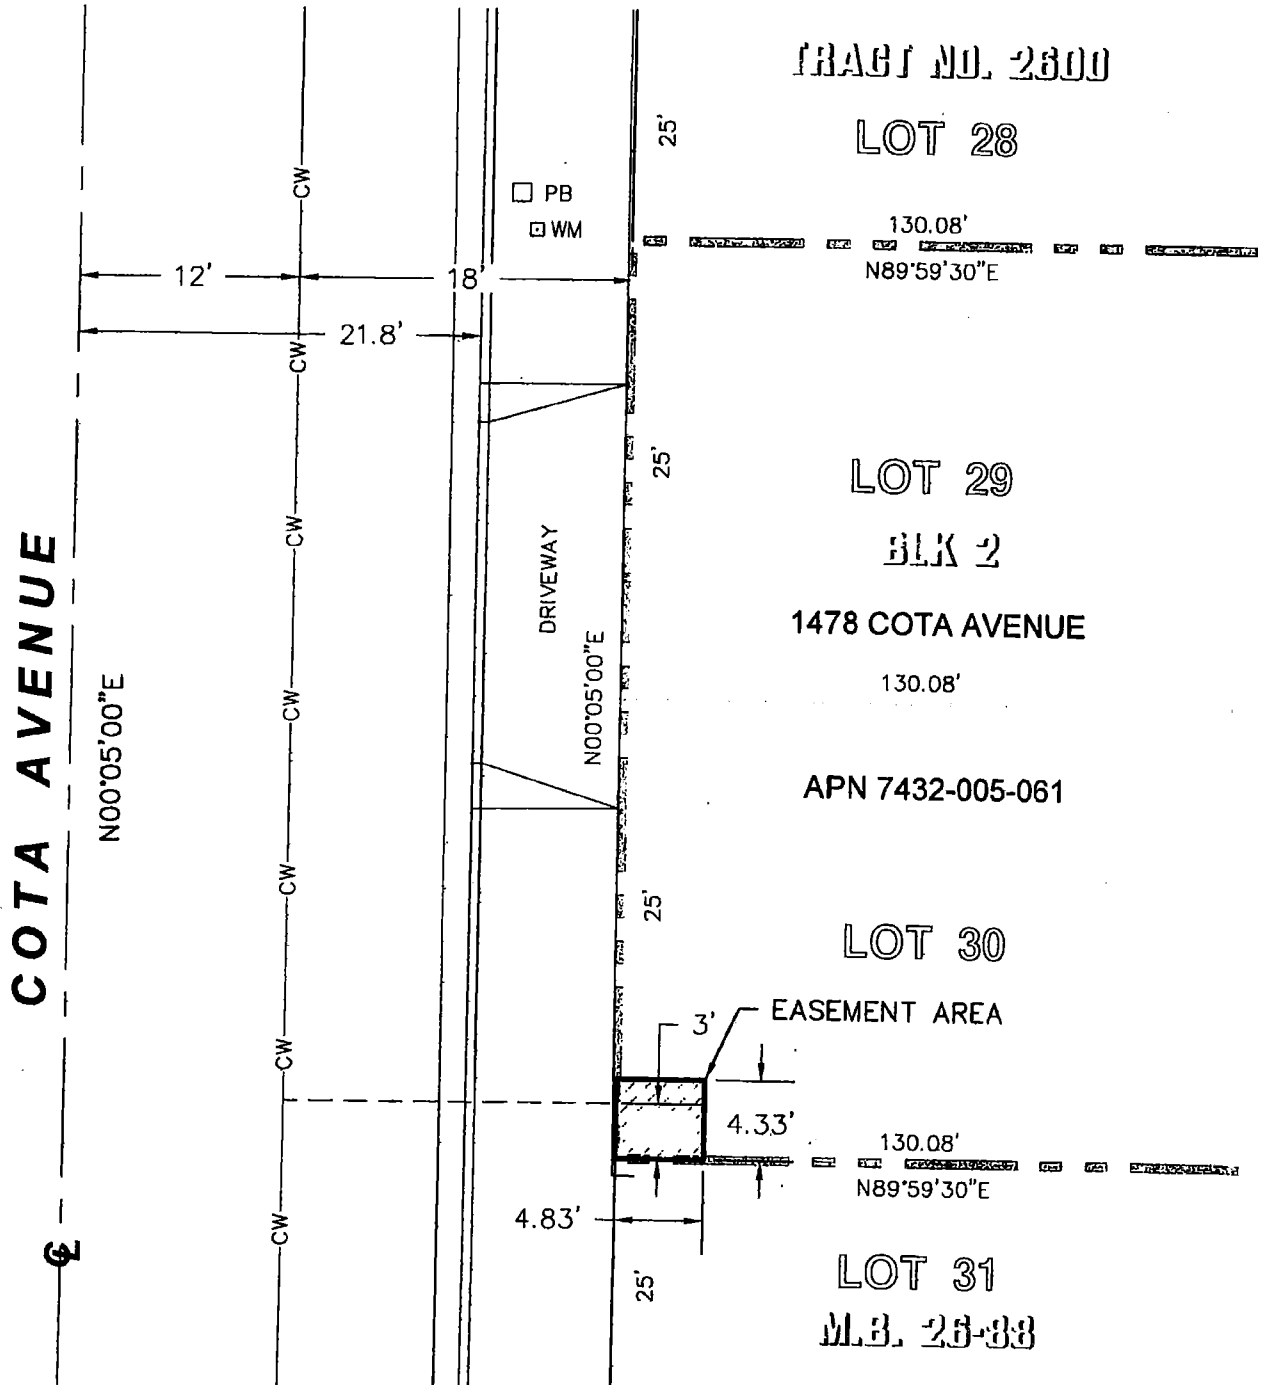 TRACT NO. 2600
25'
LOT 28
CW
PB
WM
130.08'
N89°59'30"E
12'
18'
21.8'
CW
25'
LOT 29
CW
DRIVEWAY
BLK 2
1478 COTA AVENUE
COTA AVENUE
N00°05'00"E
N00°05'00"E
130.08'
CW
APN 7432-005-061
CW
25'
LOT 30
EASEMENT AREA
3'
CW
4.33'
130.08'
N89°59'30"E
4.83'
CW
CL
25'
LOT 31
M.B. 26-88